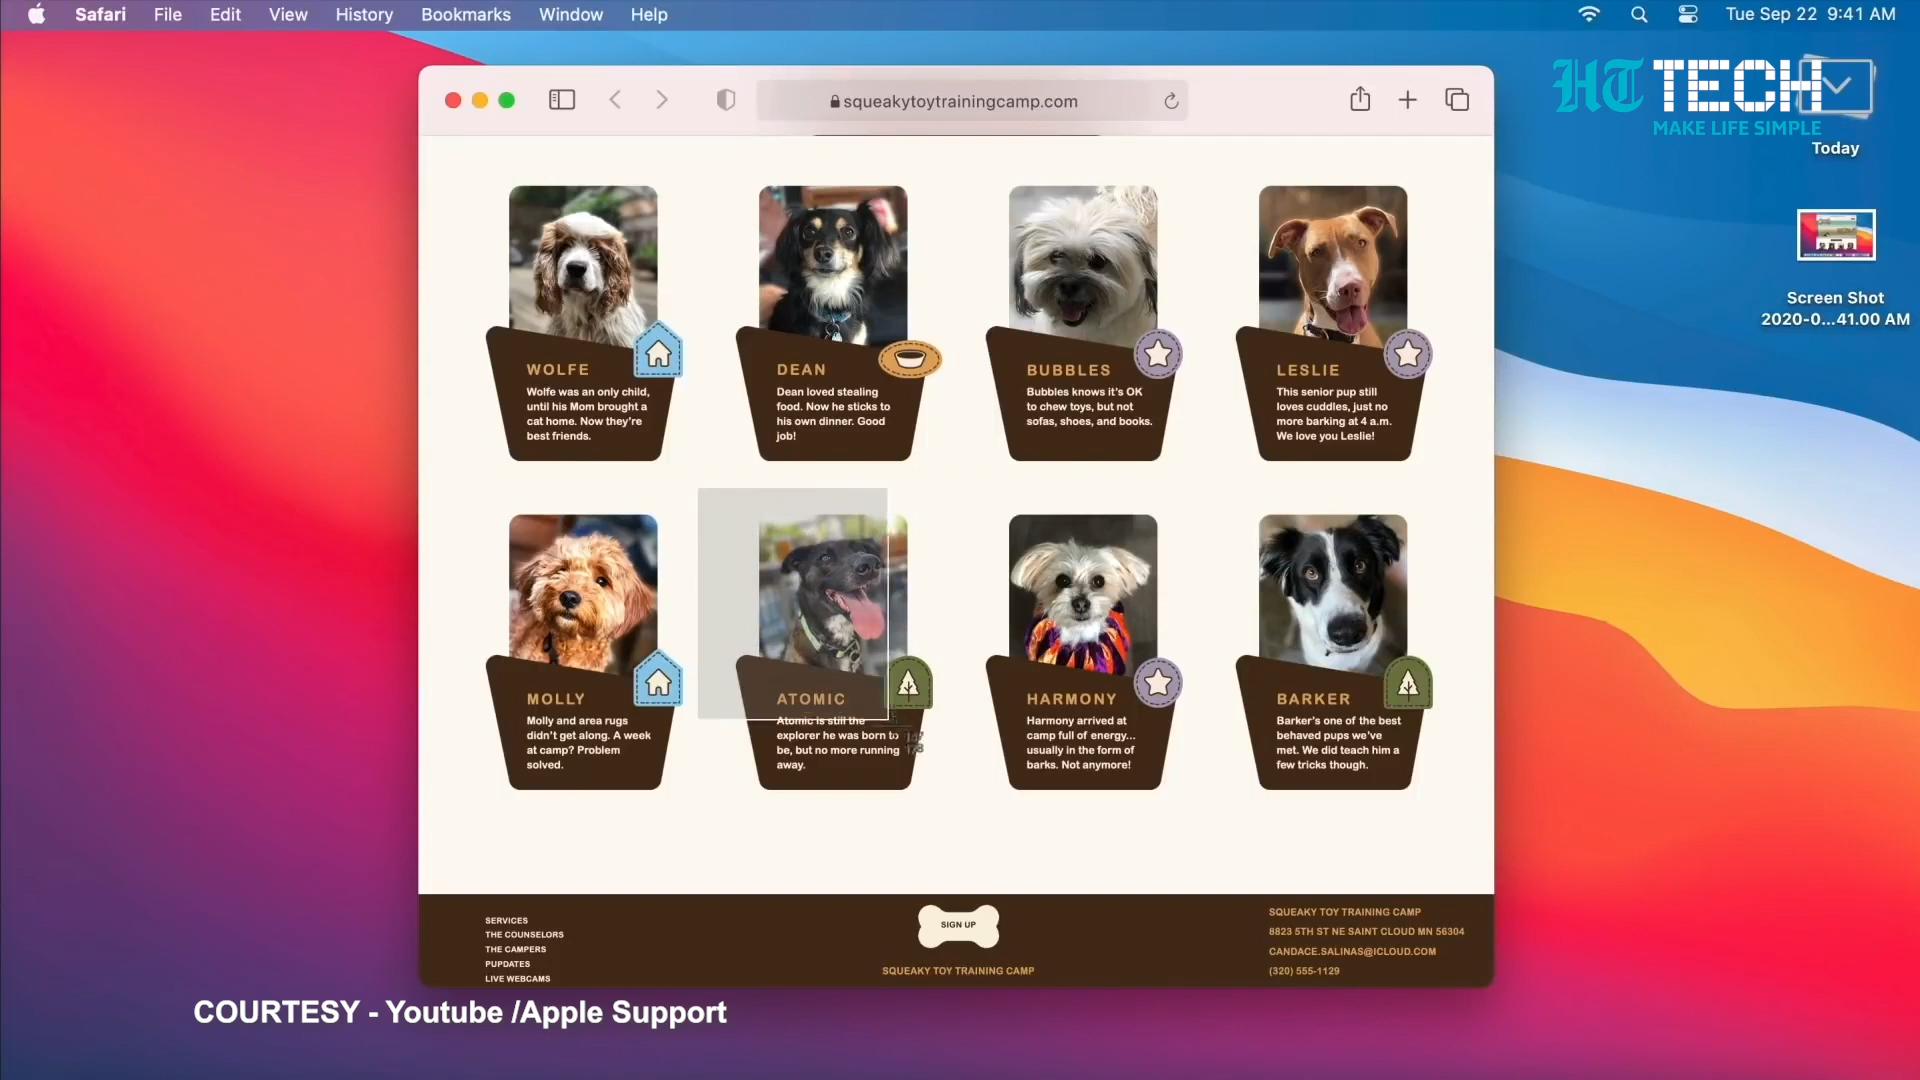 Safari File Edit View History Bookmarks Window Help
Tue Sep 22 9:41 AM
HT TECH
MAKE LIFE SIMPLE
Today
squeakytoytrainingcamp.com
Screen Shot
2020-0...41.00 AM
WOLFE
Wolfe was an only child,
until his Mom brought a
cat home. Now they're
best friends.
DEAN
Dean loved stealing
food. Now he sticks to
his own dinner. Good
job!
BUBBLES
Bubbles knows it's OK
to chew toys, but not
sofas, shoes, and books.
LESLIE
This senior pup still
loves cuddles, just no
more barking at 4 a.m.
We love you Leslie!
MOLLY
Molly and area rugs
didn't get along. A week
at camp? Problem
solved.
ATOMIC
Atomic is still the
explorer he was born to
be, but no more running
away.
HARMONY
Harmony arrived at
camp full of energy...
usually in the form of
barks. Not anymore!
BARKER
Barker's one of the best
behaved pups we've
met. We did teach him a
few tricks though.
SERVICES
THE COUNSELORS
THE CAMPERS
PUPDATES
LIVE WEBCAMS
SIGN UP
SQUEAKY TOY TRAINING CAMP
SQUEAKY TOY TRAINING CAMP
8823 5TH ST NE SAINT CLOUD MN 56304
CANDACE.SALINAS@ICLOUD.COM
(320) 555-1129
COURTESY - Youtube /Apple Support